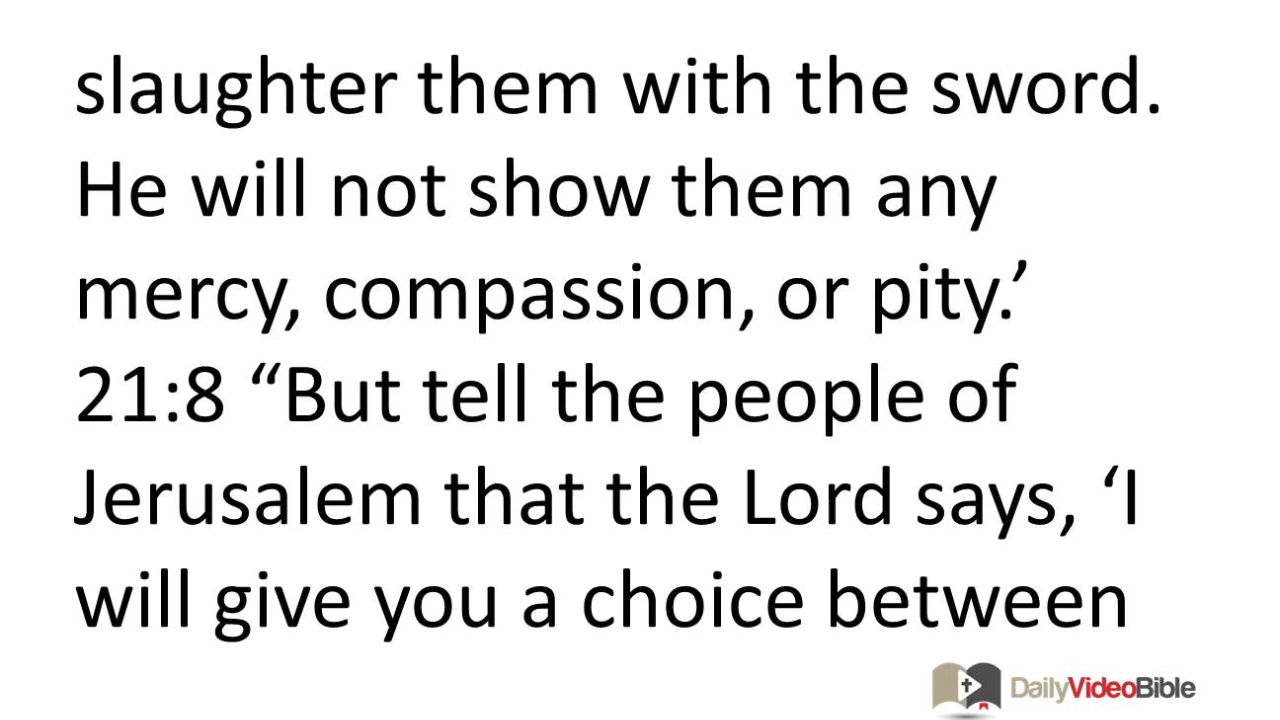 slaughter them with the sword.
He will not show them any
mercy, compassion, or pity.’
21:8 “But tell the people of
Jerusalem that the Lord says, ‘I
will give you a choice between
DailyVideoBible